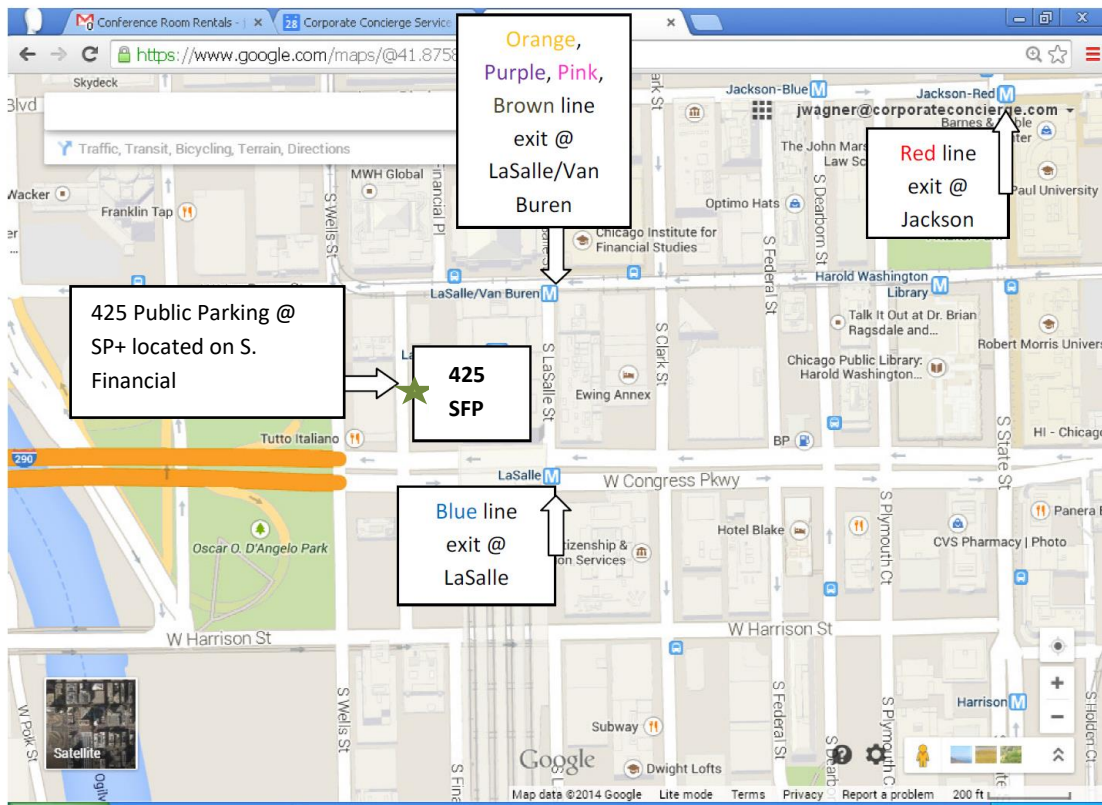 Conference Room Rentals -
28
Corporate Concierge Service
https://www.google.com/maps/@41.8758
Orange,
Purple, Pink,
Brown line
exit @
LaSalle/Van
Buren
Skydeck
Blvd
Traffic, Transit, Bicycling, Terrain, Directions
Jackson-Blue
Jackson-Red
jwagner@corporateconcierge.com
Barnes &
The John Mars
Law Sc
Red line
exit @
Jackson
Paul University
Wacker
Franklin Tap
MWH Global
S Wells St
Financial Pl
Optimo Hats
S Dearborn St
Chicago Institute for
Financial Studies
S Federal St
Harold Washington
Library
LaSalle/Van Buren
425 Public Parking @
SP+ located on S.
Financial
Talk It Out at Dr. Brian
Ragsdale and...
Robert Morris Univers
S LaSalle St
S Clark St
Chicago Public Library:
Harold Washington...
425
SFP
Ewing Annex
Tutto Italiano
BP
S State St
HI - Chicago
290
LaSalle
W Congress Pkwy
Blue line
exit @
LaSalle
Hotel Blake
S Plymouth Ct
Panera
CVS Pharmacy | Photo
Oscar O. D'Angelo Park
itizenship &
on Services
W Harrison St
W Harrison St
S Wells St
S Federal St
S Plymouth Ct
Harrison
S Holden Ct
W Polk St
Satellite
Subway
Google
Dwight Lofts
Map data ©2014 Google Lite mode Terms Privacy Report a problem 200 ft